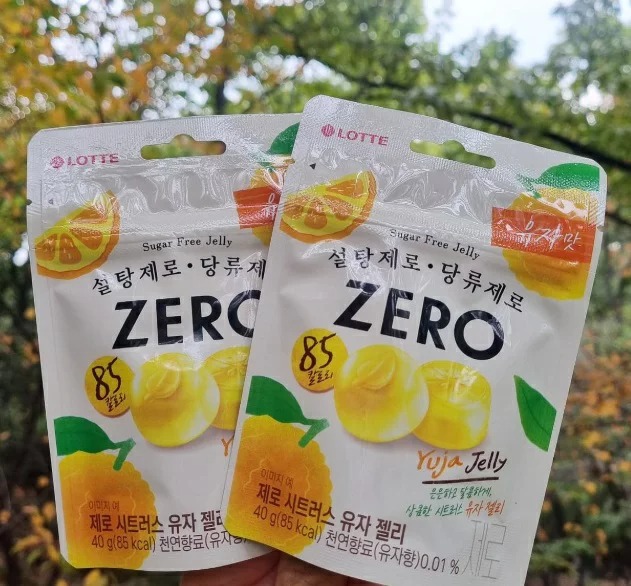 LOTTE
Sugar Free Jelly
설탕제로·당류제
ZERO
85
칼로리
이미지 예
제로 시트러스 유자 젤리
40 g(85 kcal) 천연향료(유자향)
LOTTE
유자맛
Sugar Free Jelly
설탕제로·당류제로
ZERO
85
칼로리
Yuja Jelly
은은하고 달콤하게,
상큼한 시트러스 유자 젤리
이미지 예
제로 시트러스 유자 젤리
40 g(85 kcal) 천연향료(유자향)0.01 %
제로